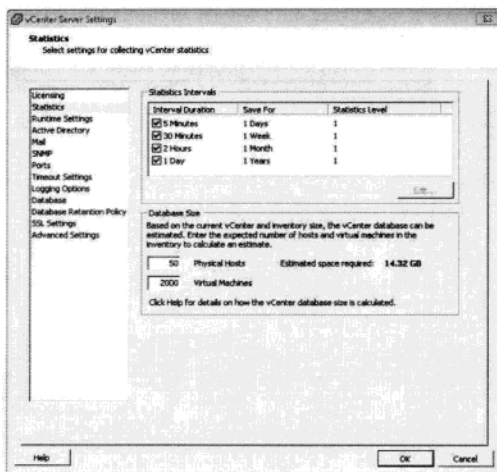 vCenter Server Settings
Statistics
Select settings for collecting vCenter statistics
Licensing
Statistics
Runtime Settings
Active Directory
Mail
SNMP
Ports
Timeout Settings
Logging Options
Database
Database Retention Policy
SSL Settings
Advanced Settings
Statistics Intervals
Interval Duration Save For Statistics Level
5 Minutes 1 Days 1
30 Minutes 1 Week 1
2 Hours 1 Month 1
1 Day 1 Years 1
Edit...
Database Size
Based on the current vCenter and inventory size, the vCenter database can be
estimated. Enter the expected number of hosts and virtual machines in the
inventory to calculate an estimate.
50 Physical Hosts Estimated space required: 14.32 GB
2000 Virtual Machines
Click Help for details on how the vCenter database size is calculated.
Help OK Cancel